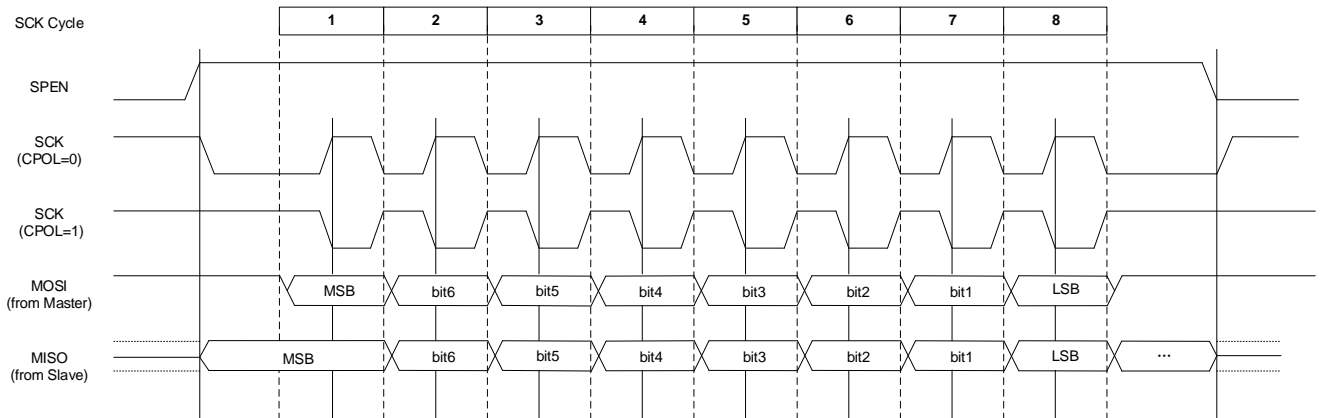 SCK Cycle 1 2 3 4 5 6 7 8
SPEN
SCK
(CPOL=0)
SCK
(CPOL=1)
MOSI
(from Master)
MSB bit6 bit5 bit4 bit3 bit2 bit1 LSB
MISO
(from Slave)
MSB bit6 bit5 bit4 bit3 bit2 bit1 LSB ...